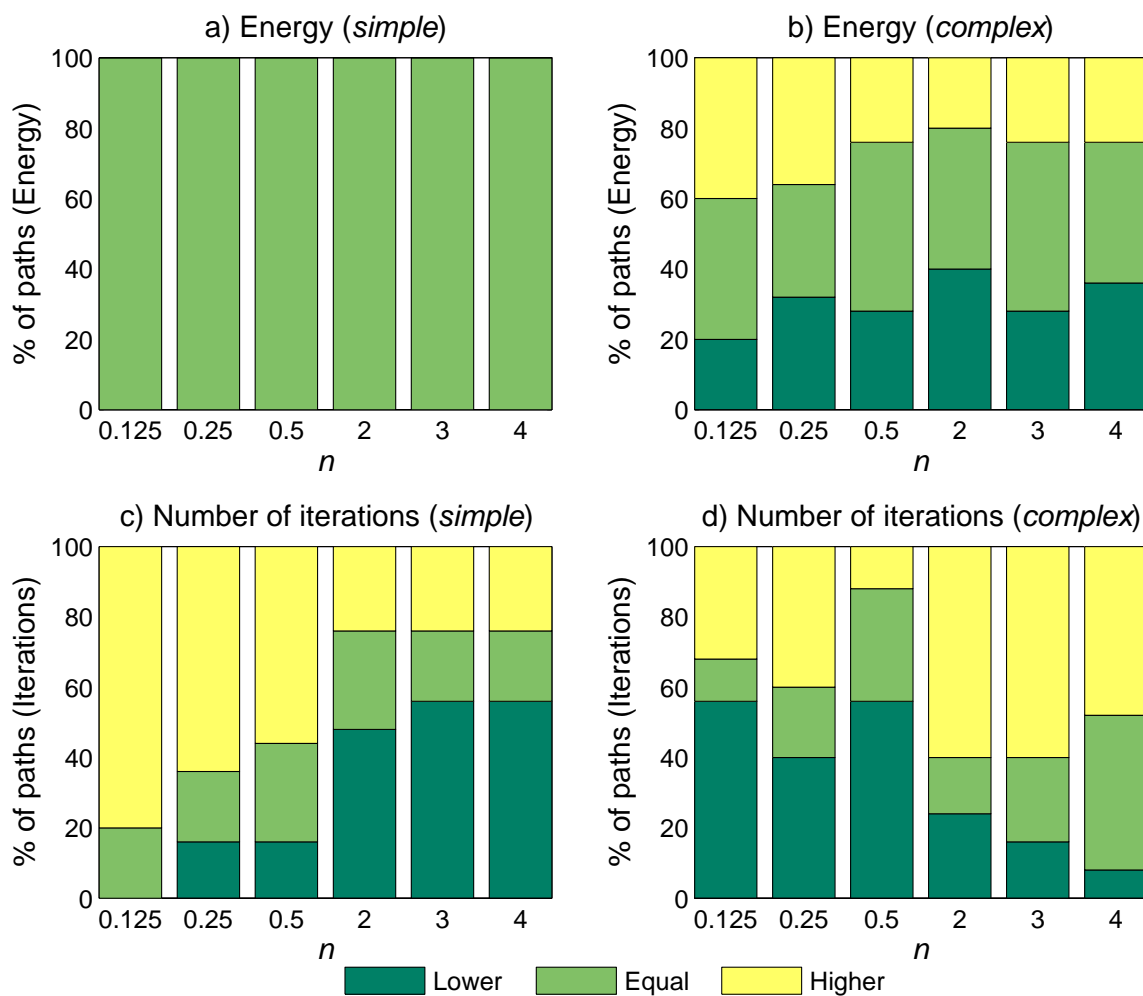 a) Energy (simple)
% of paths (Energy)
100
80
60
40
20
0
0.125 0.25 0.5 2 3 4
n
b) Energy (complex)
% of paths (Energy)
100
80
60
40
20
0
0.125 0.25 0.5 2 3 4
n
c) Number of iterations (simple)
% of paths (Iterations)
100
80
60
40
20
0
0.125 0.25 0.5 2 3 4
n
d) Number of iterations (complex)
% of paths (Iterations)
100
80
60
40
20
0
0.125 0.25 0.5 2 3 4
n
Lower Equal Higher